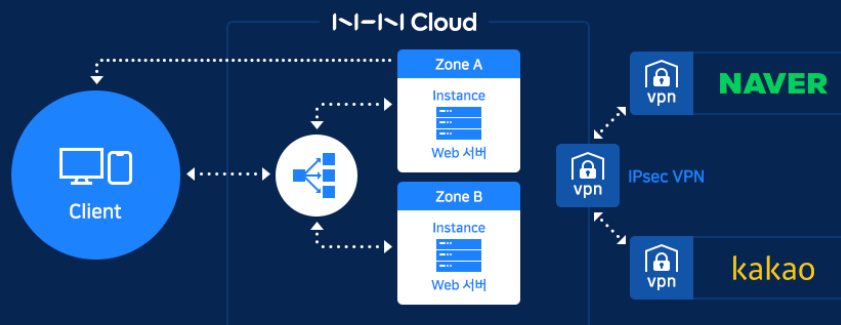 NHN Cloud
Zone A
Instance
Web 서버
Client
Zone B
Instance
Web 서버
vpn
IPsec VPN
vpn
NAVER
vpn
kakao